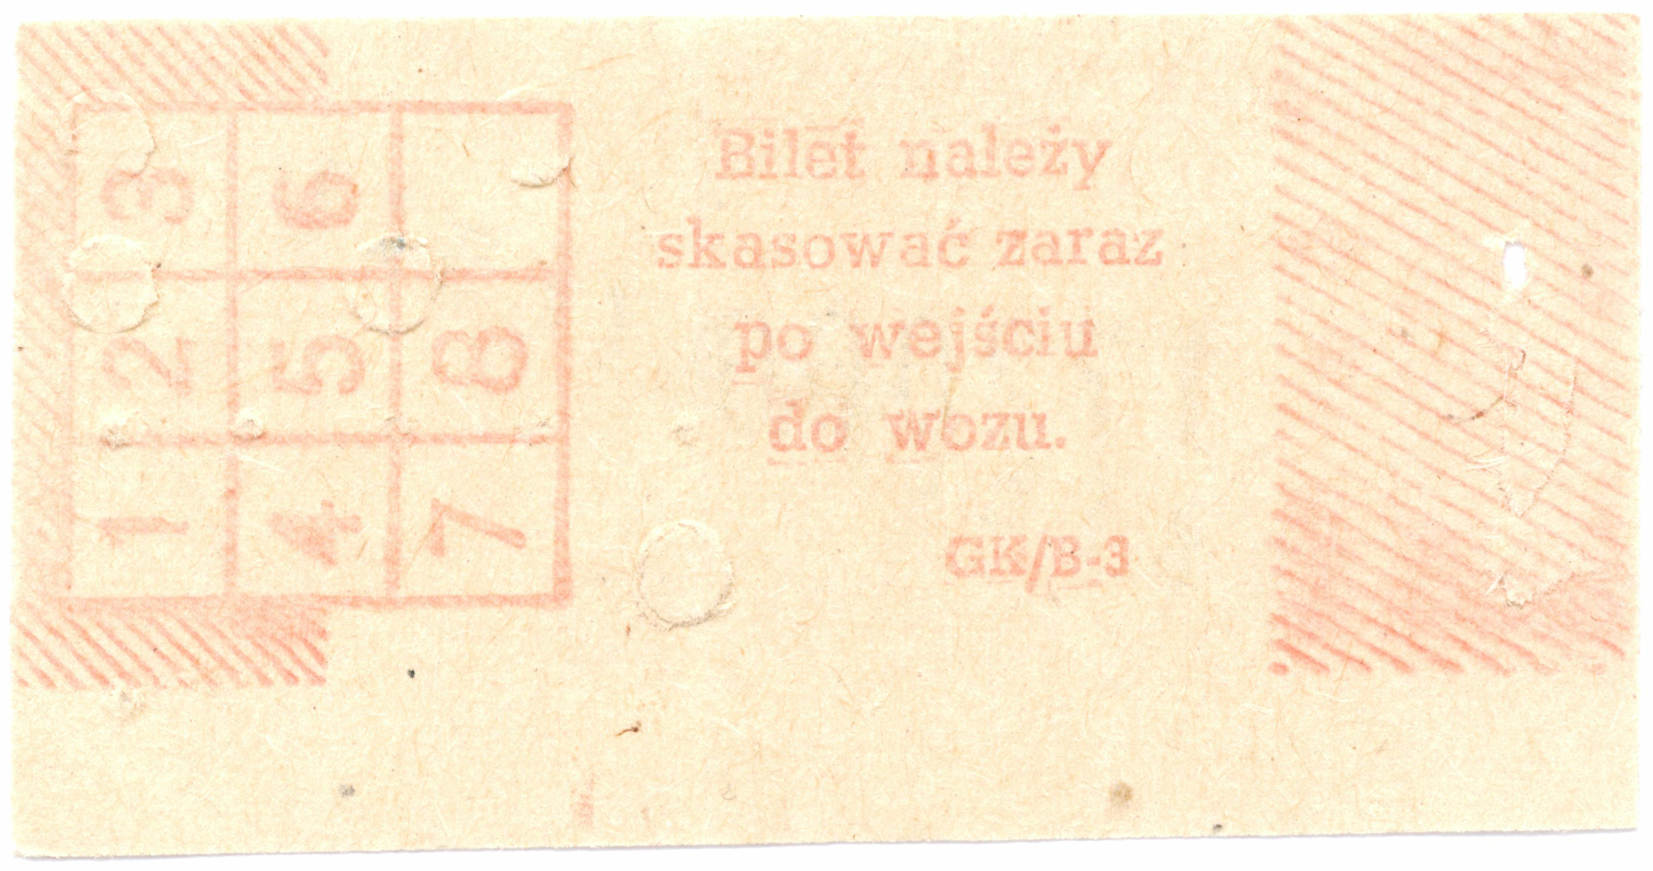 3 6
2 5 8
1 4 7
Bilet należy
skasować zaraz
po wejściu
do wozu.
GK/B-3